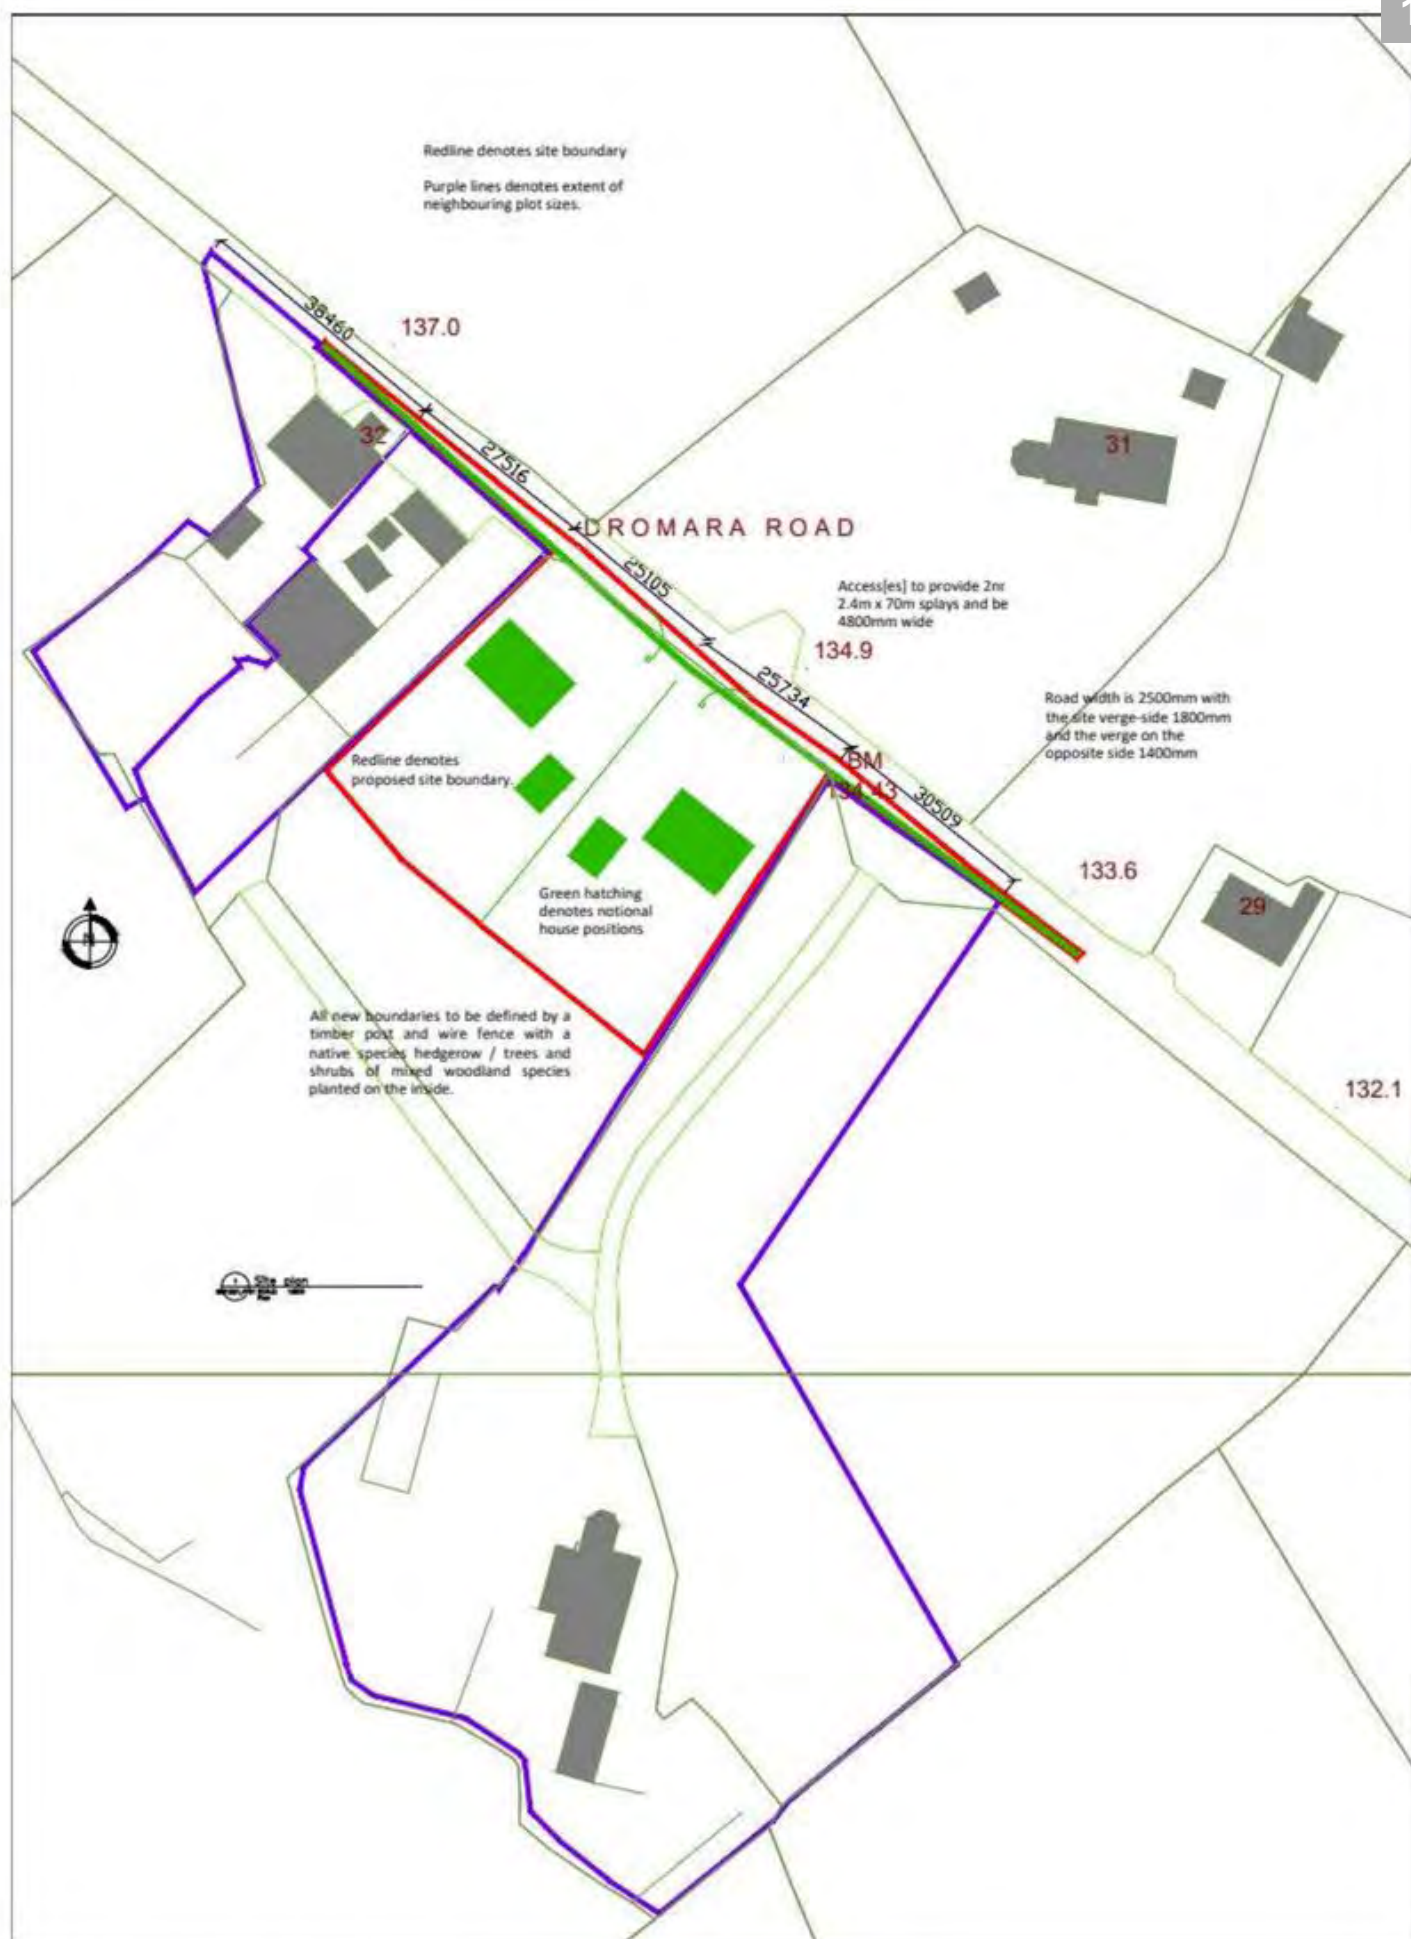 1
Redline denotes site boundary
Purple lines denotes extent of
neighbouring plot sizes.
38460
137.0
32
27516
31
DROMARA ROAD
25105
Access[es] to provide 2nr
2.4m x 70m splays and be
4800mm wide
134.9
25734
Road width is 2500mm with
the site verge-side 1800mm
and the verge on the
opposite side 1400mm
Redline denotes
proposed site boundary.
BM
134.43
30509
133.6
29
Green hatching
denotes notional
house positions
All new boundaries to be defined by a
timber post and wire fence with a
native species hedgerow / trees and
shrubs of mixed woodland species
planted on the inside.
132.1
1
Site plan